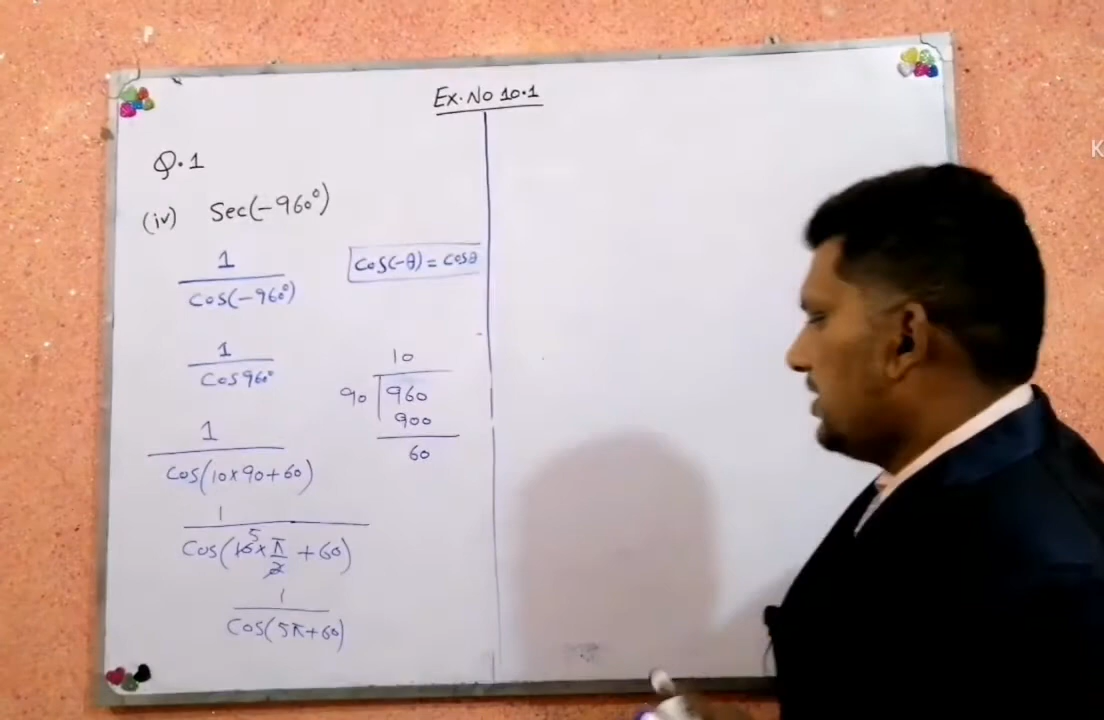 Ex. No 10.1
Q.1
(iv) Sec(-960°)
1
Cos(-960°)
Cos(-θ) = Cosθ
1
Cos 960°
10
90 960
900
60
1
Cos(10×90+60)
1
Cos(10 5 × π/2 + 60)
1
Cos(5π+60)
K